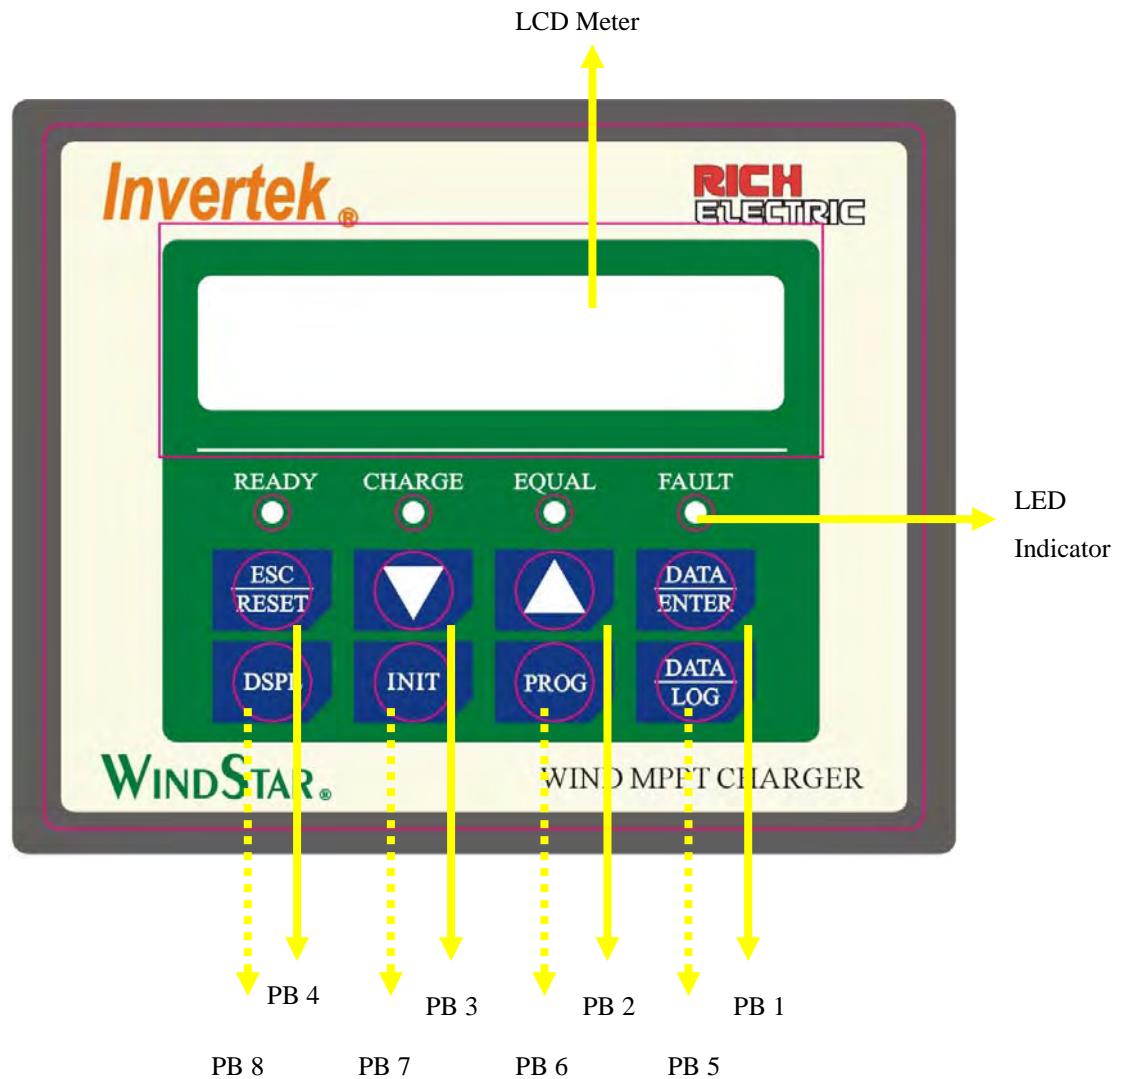 LCD Meter
Invertek ®
RICH
ELECTRIC
READY CHARGE EQUAL FAULT
LED
Indicator
ESC
RESET
DATA
ENTER
DSPL INIT PROG
DATA
LOG
WINDSTAR ®
WIND MPPT CHARGER
PB 4 PB 3 PB 2 PB 1
PB 8 PB 7 PB 6 PB 5